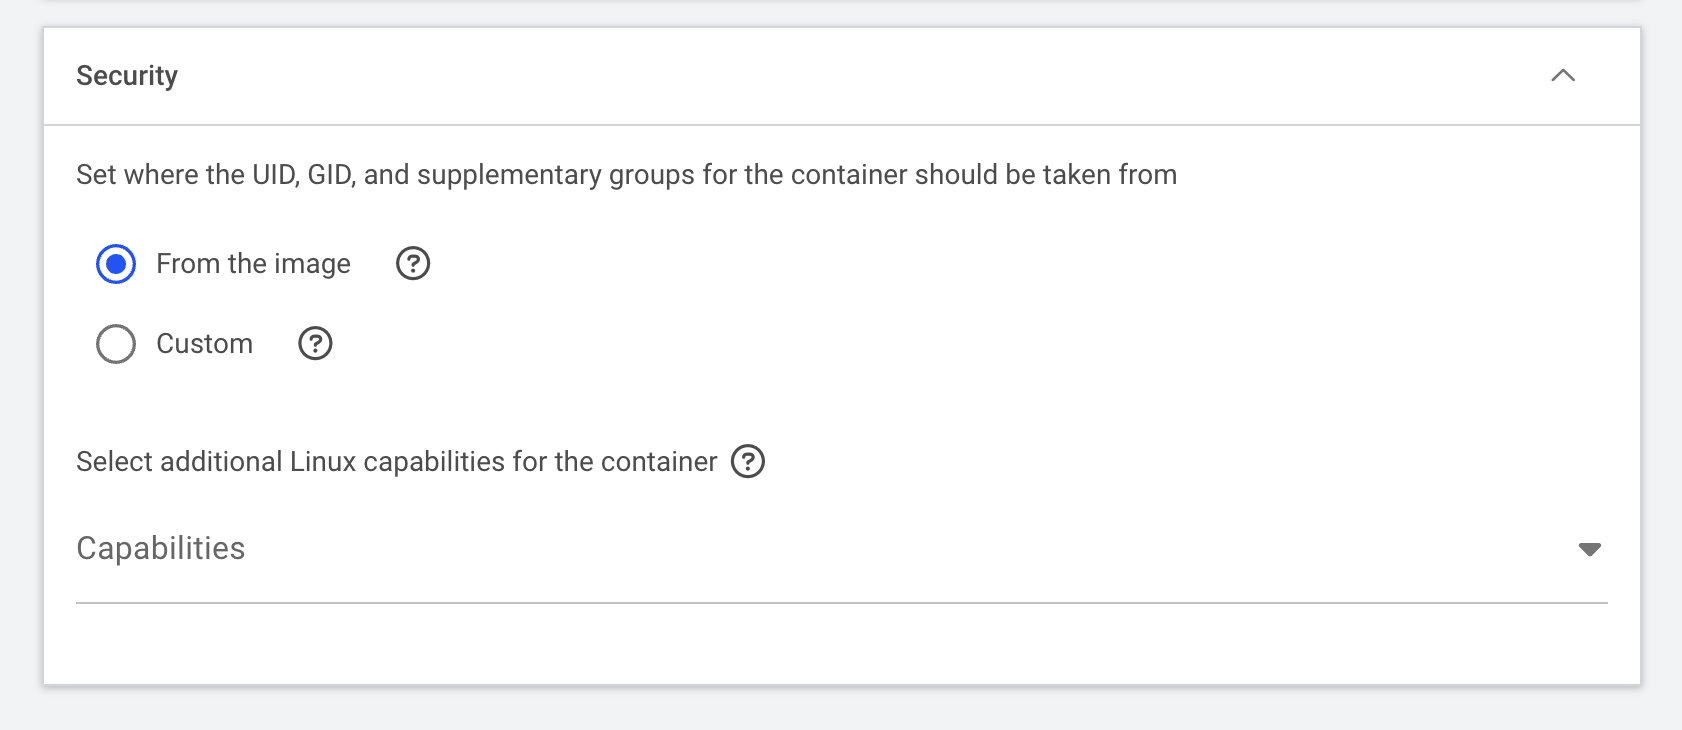 Security
Set where the UID, GID, and supplementary groups for the container should be taken from
From the image
Custom
Select additional Linux capabilities for the container
Capabilities